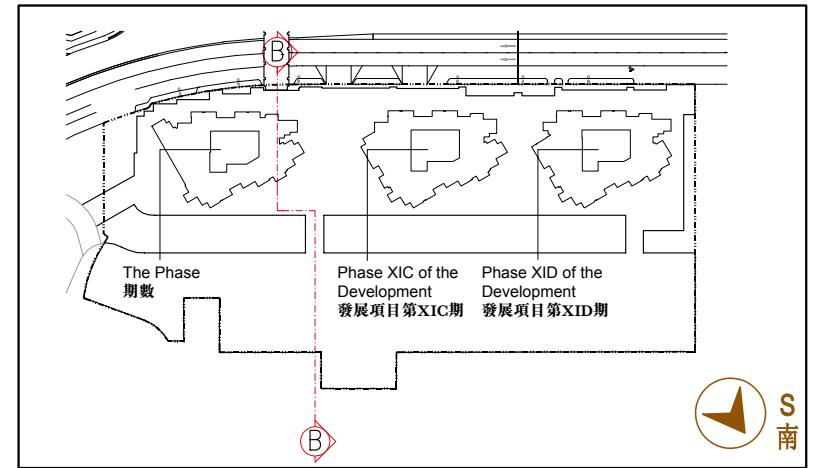 B
The Phase
期數
Phase XIC of the
Development
發展項目第XIC期
Phase XID of the
Development
發展項目第XID期
B
S
南